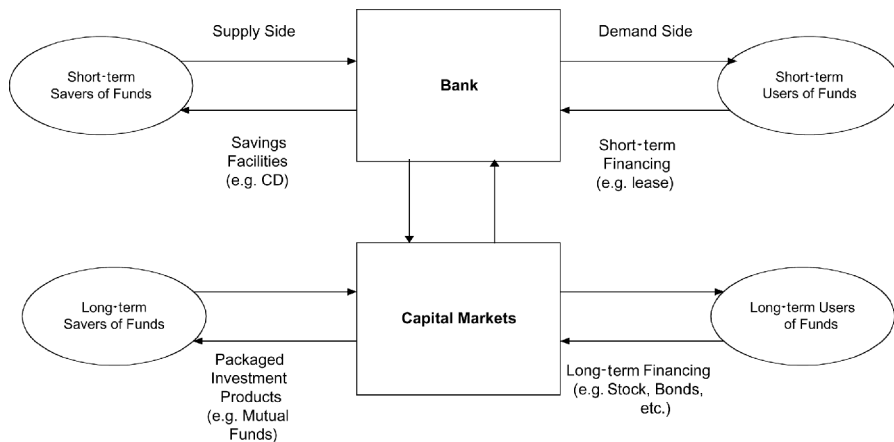 Supply Side
Demand Side
Short-term
Savers of Funds
Bank
Short-term
Users of Funds
Savings
Facilities
(e.g. CD)
Short-term
Financing
(e.g. lease)
Long-term
Savers of Funds
Capital Markets
Long-term Users
of Funds
Packaged
Investment
Products
(e.g. Mutual
Funds)
Long-term Financing
(e.g. Stock, Bonds,
etc.)